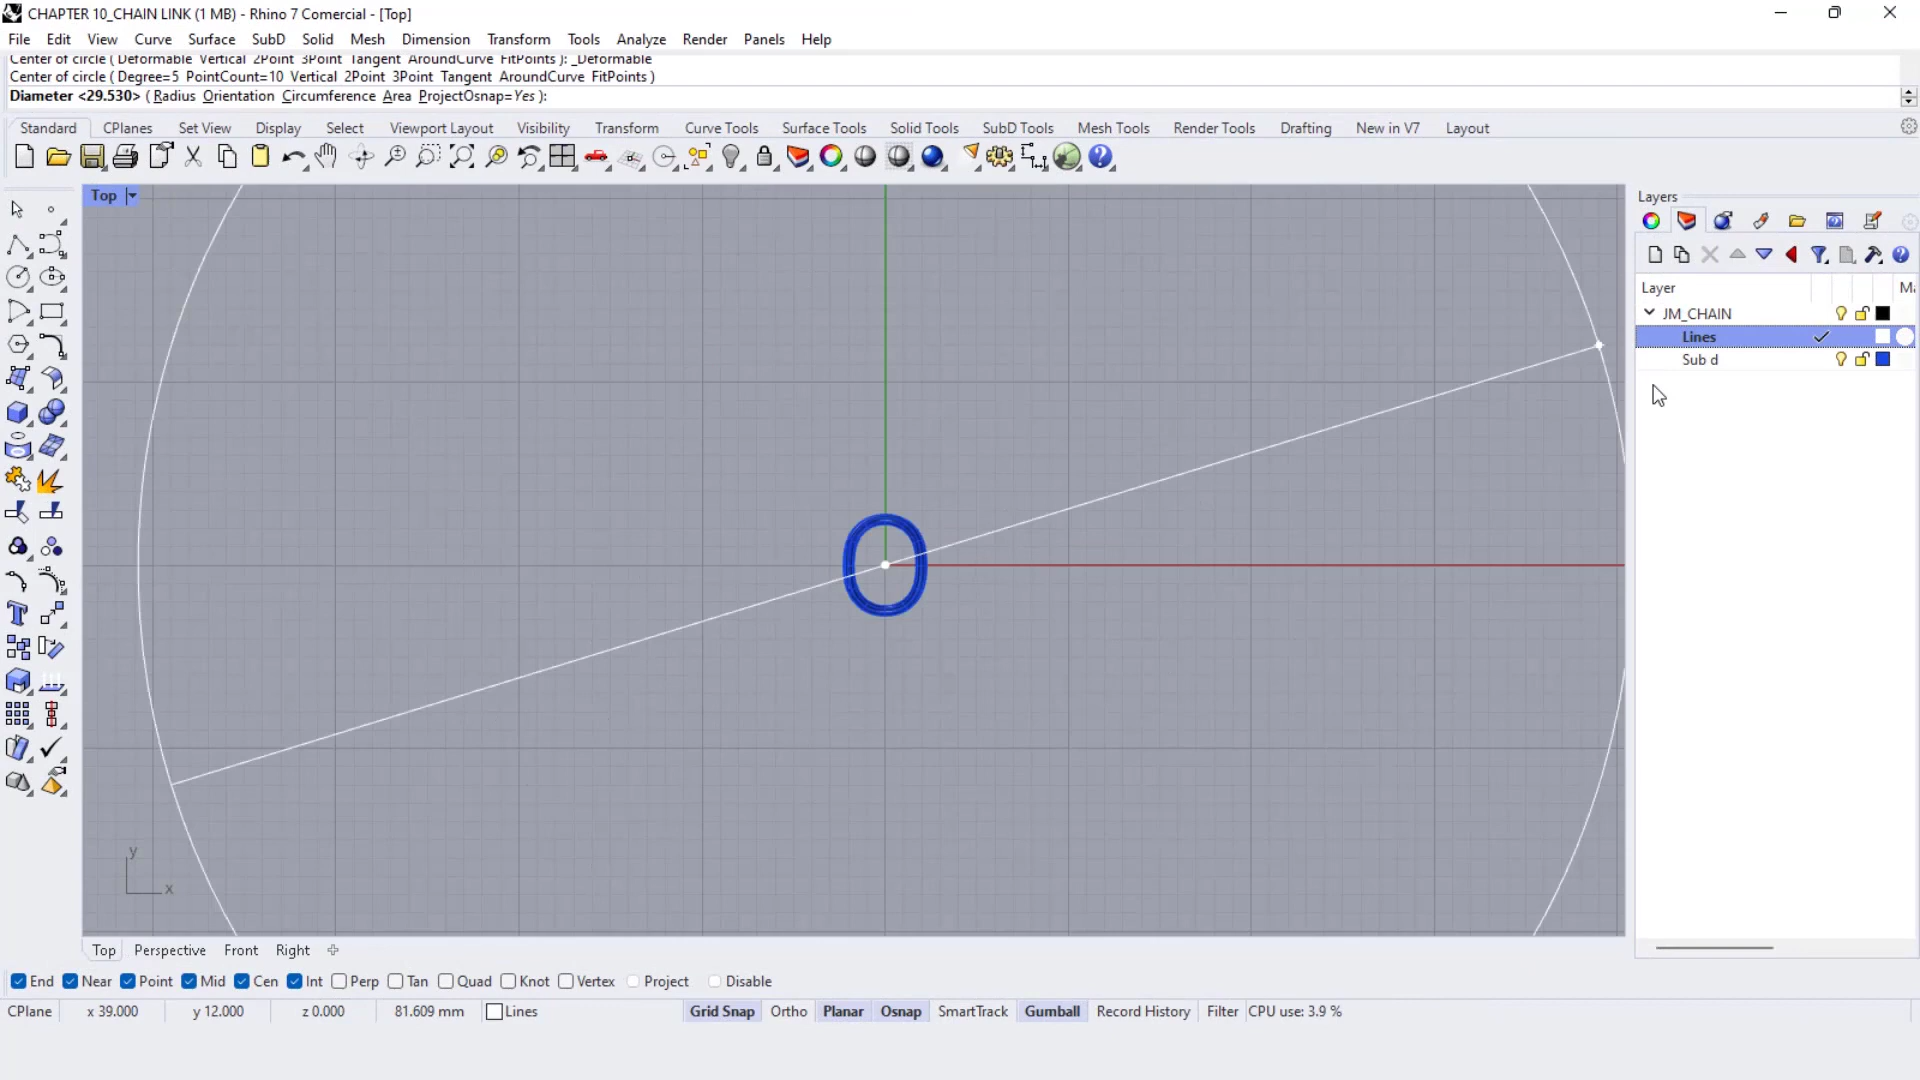 CHAPTER 10_CHAIN LINK (1 MB) - Rhino 7 Comercial - [Top]
File Edit View Curve Surface SubD Solid Mesh Dimension Transform Tools Analyze Render Panels Help
Center of circle ( Deformable Vertical 2Point 3Point Tangent AroundCurve FitPoints ): _Deformable
Center of circle ( Degree=5 PointCount=10 Vertical 2Point 3Point Tangent AroundCurve FitPoints )
Diameter <29.530> ( Radius Orientation Circumference Area ProjectOsnap=Yes ):
Standard CPlanes Set View Display Select Viewport Layout Visibility Transform Curve Tools Surface Tools Solid Tools SubD Tools Mesh Tools Render Tools Drafting New in V7 Layout
Top
Layers
Layer
JM_CHAIN
Lines
Sub d
y
x
Top Perspective Front Right
End Near Point Mid Cen Int Perp Tan Quad Knot Vertex Project Disable
CPlane x 39.000 y 12.000 z 0.000 81.609 mm Lines Grid Snap Ortho Planar Osnap SmartTrack Gumball Record History Filter CPU use: 3.9 %